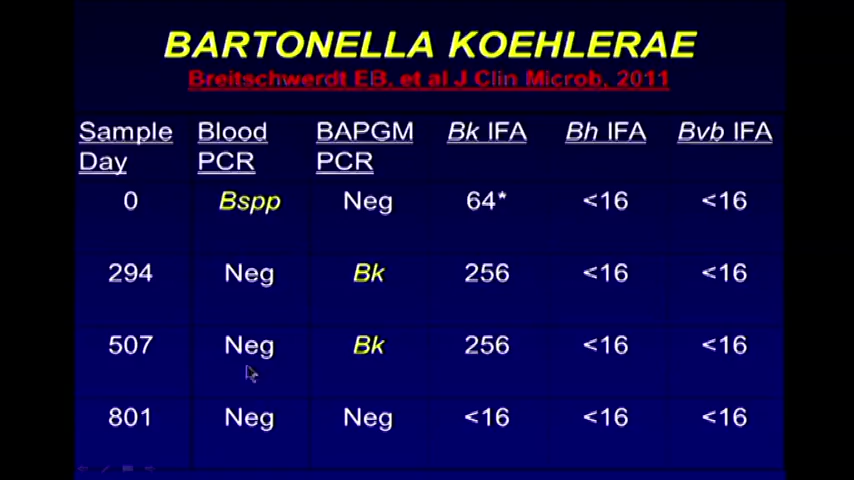 BARTONELLA KOEHLERAE
Breitschwerdt EB, et al J Clin Microb, 2011
Sample Day Blood PCR BAPGM PCR Bk IFA Bh IFA Bvb IFA
0 Bspp Neg 64* <16 <16
294 Neg Bk 256 <16 <16
507 Neg Bk 256 <16 <16
801 Neg Neg <16 <16 <16